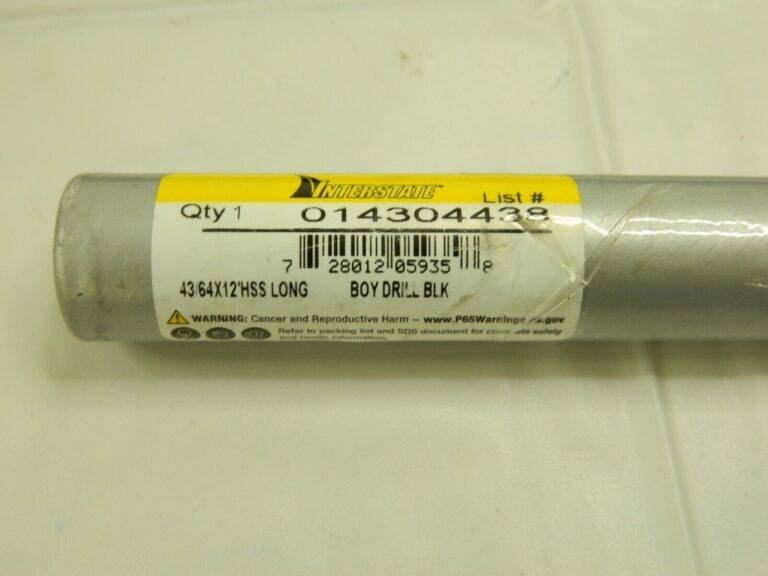 INTERSTATE™
List #
Qty 1 014304438
7 28012 05935 8
43/64X12'HSS LONG BOY DRILL BLK
WARNING: Cancer and Reproductive Harm – www.P65Warnings.ca.gov
Refer to packing list and SDS document for complete safety
and health information.